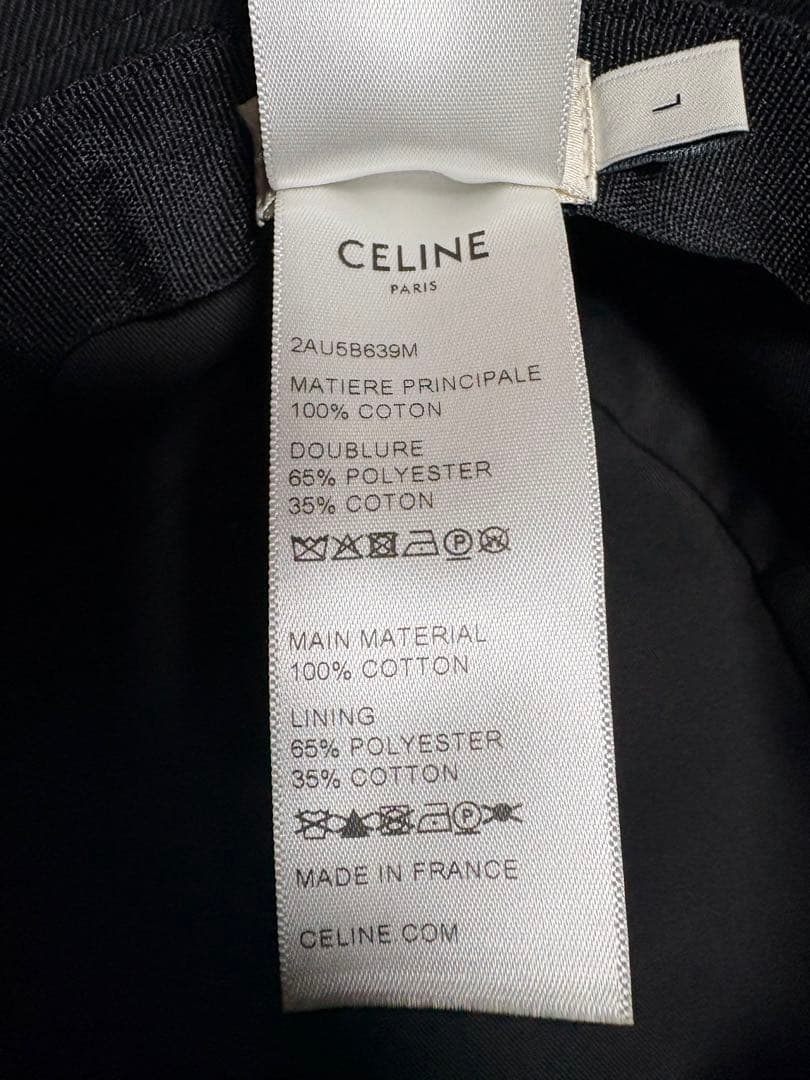 L
CELINE
PARIS
2AU5B639M
MATIERE PRINCIPALE
100% COTON
DOUBLURE
65% POLYESTER
35% COTON
MAIN MATERIAL
100% COTTON
LINING
65% POLYESTER
35% COTTON
MADE IN FRANCE
CELINE.COM